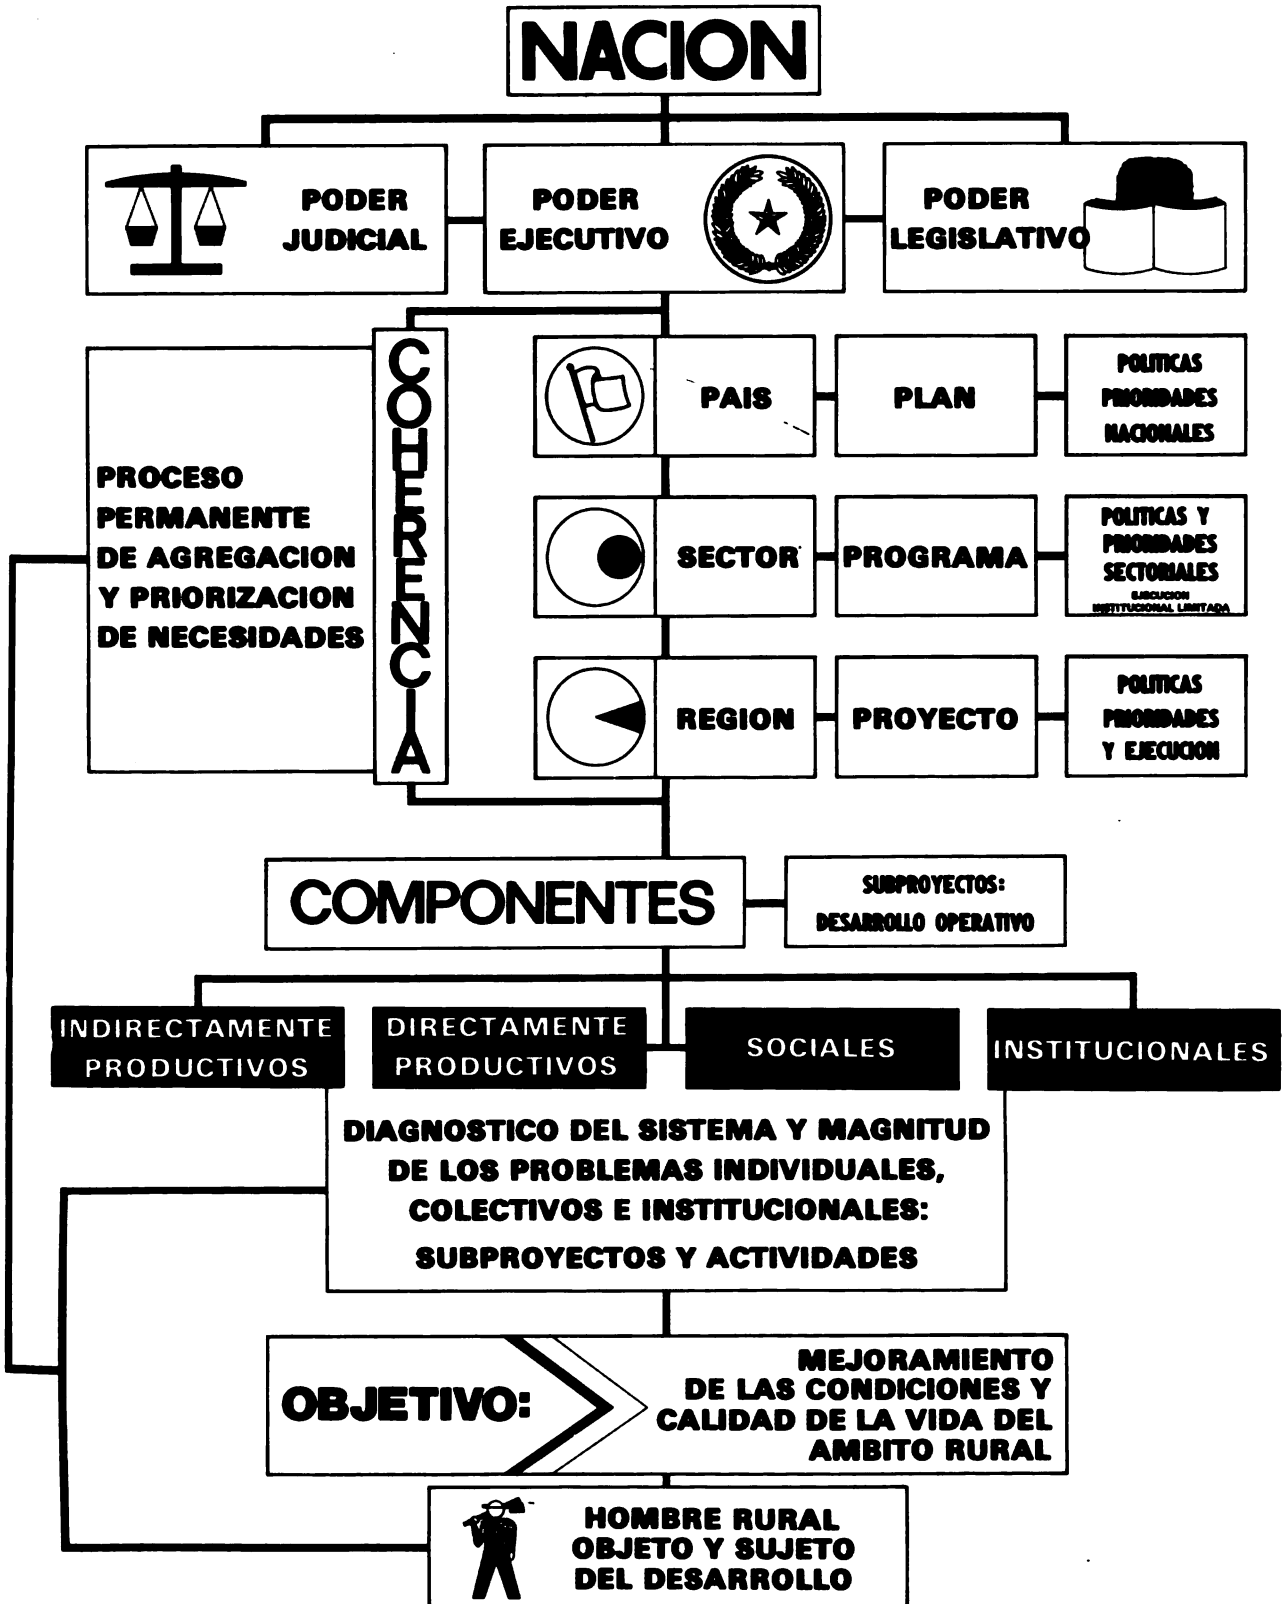 NACION
PODER
JUDICIAL
PODER
EJECUTIVO
PODER
LEGISLATIVO
PROCESO
PERMANENTE
DE AGREGACION
Y PRIORIZACION
DE NECESIDADES
COHERENCIA
PAIS
PLAN
POLITICAS
PRIORIDADES
NACIONALES
SECTOR
PROGRAMA
POLITICAS Y
PRIORIDADES
SECTORIALES
EJECUCION
INSTITUCIONAL LIMITADA
REGION
PROYECTO
POLITICAS
PRIORIDADES
Y EJECUCION
COMPONENTES
SUBPROYECTOS:
DESARROLLO OPERATIVO
INDIRECTAMENTE
PRODUCTIVOS
DIRECTAMENTE
PRODUCTIVOS
SOCIALES
INSTITUCIONALES
DIAGNOSTICO DEL SISTEMA Y MAGNITUD
DE LOS PROBLEMAS INDIVIDUALES,
COLECTIVOS E INSTITUCIONALES:
SUBPROYECTOS Y ACTIVIDADES
OBJETIVO:
MEJORAMIENTO
DE LAS CONDICIONES Y
CALIDAD DE LA VIDA DEL
AMBITO RURAL
HOMBRE RURAL
OBJETO Y SUJETO
DEL DESARROLLO